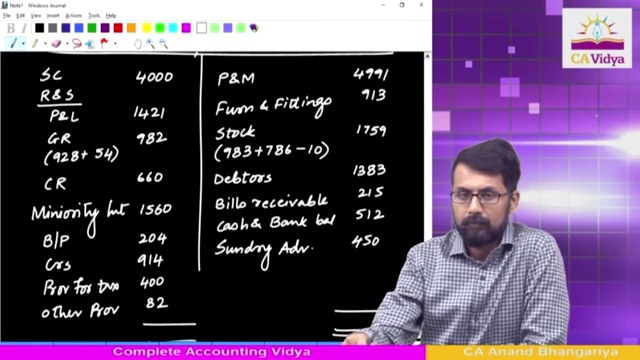 Note1 - Windows Journal
File Edit View Insert Actions Tools Help
CA Vidya
SC 4000
R&S
P&L 1421
GR 982
(928+ 54)
CR 660
Miniority Int 1560
B/P 204
Crs 914
Prov for tax 400
other Prov 82
P&M 4991
Furn & Fittings 913
Stock 1759
(983+786-10)
Debtors 1383
Bills receivable 215
Cash & Bank bal 512
Sundry Adv. 450
Complete Accounting Vidya
CA Anand Bhangariya